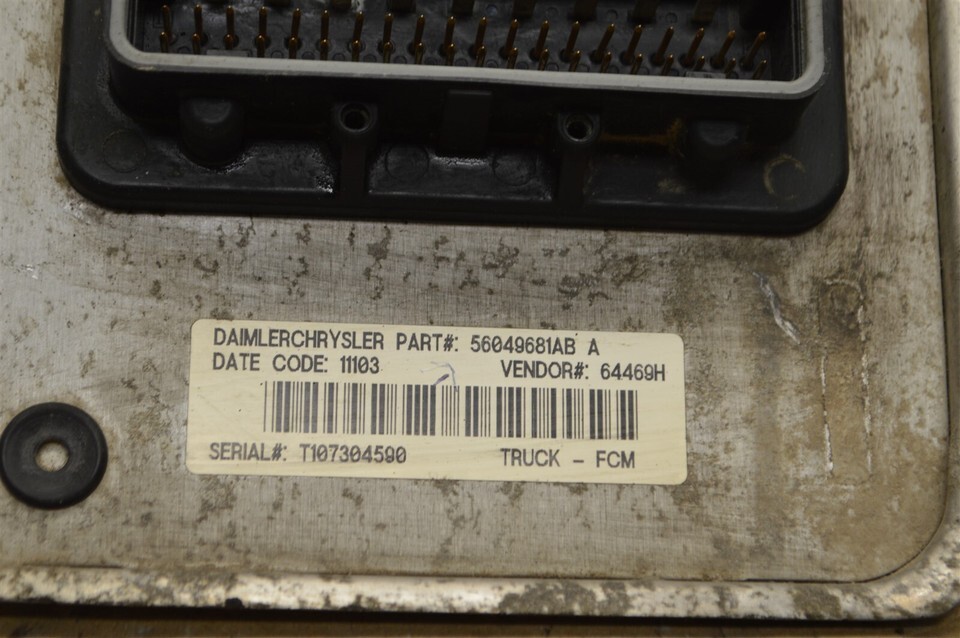 DAIMLERCHRYSLER PART#: 56049681AB A
DATE CODE: 11103 VENDOR#: 64469H
SERIAL#: T107304590 TRUCK - FCM